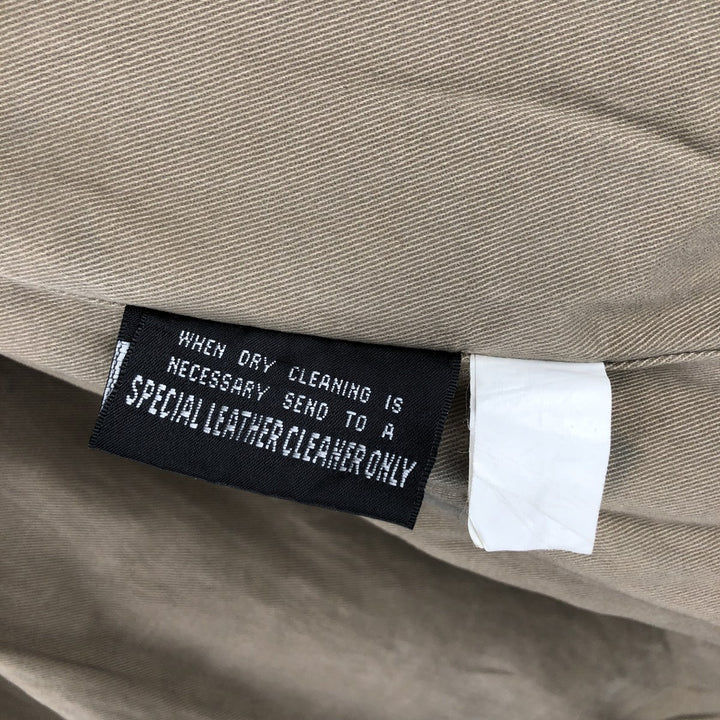 WHEN DRY CLEANING IS
NECESSARY SEND TO A
SPECIAL LEATHER CLEANER ONLY